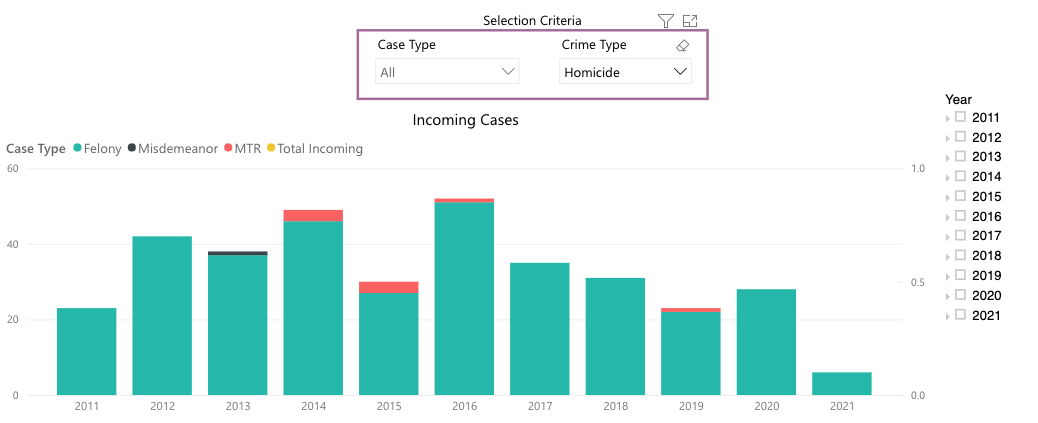 Selection Criteria
Case Type Crime Type
All Homicide
Incoming Cases
Case Type Felony Misdemeanor MTR Total Incoming
60 1.0
40
0.5
20
0 0.0
2011 2012 2013 2014 2015 2016 2017 2018 2019 2020 2021
Year
2011
2012
2013
2014
2015
2016
2017
2018
2019
2020
2021